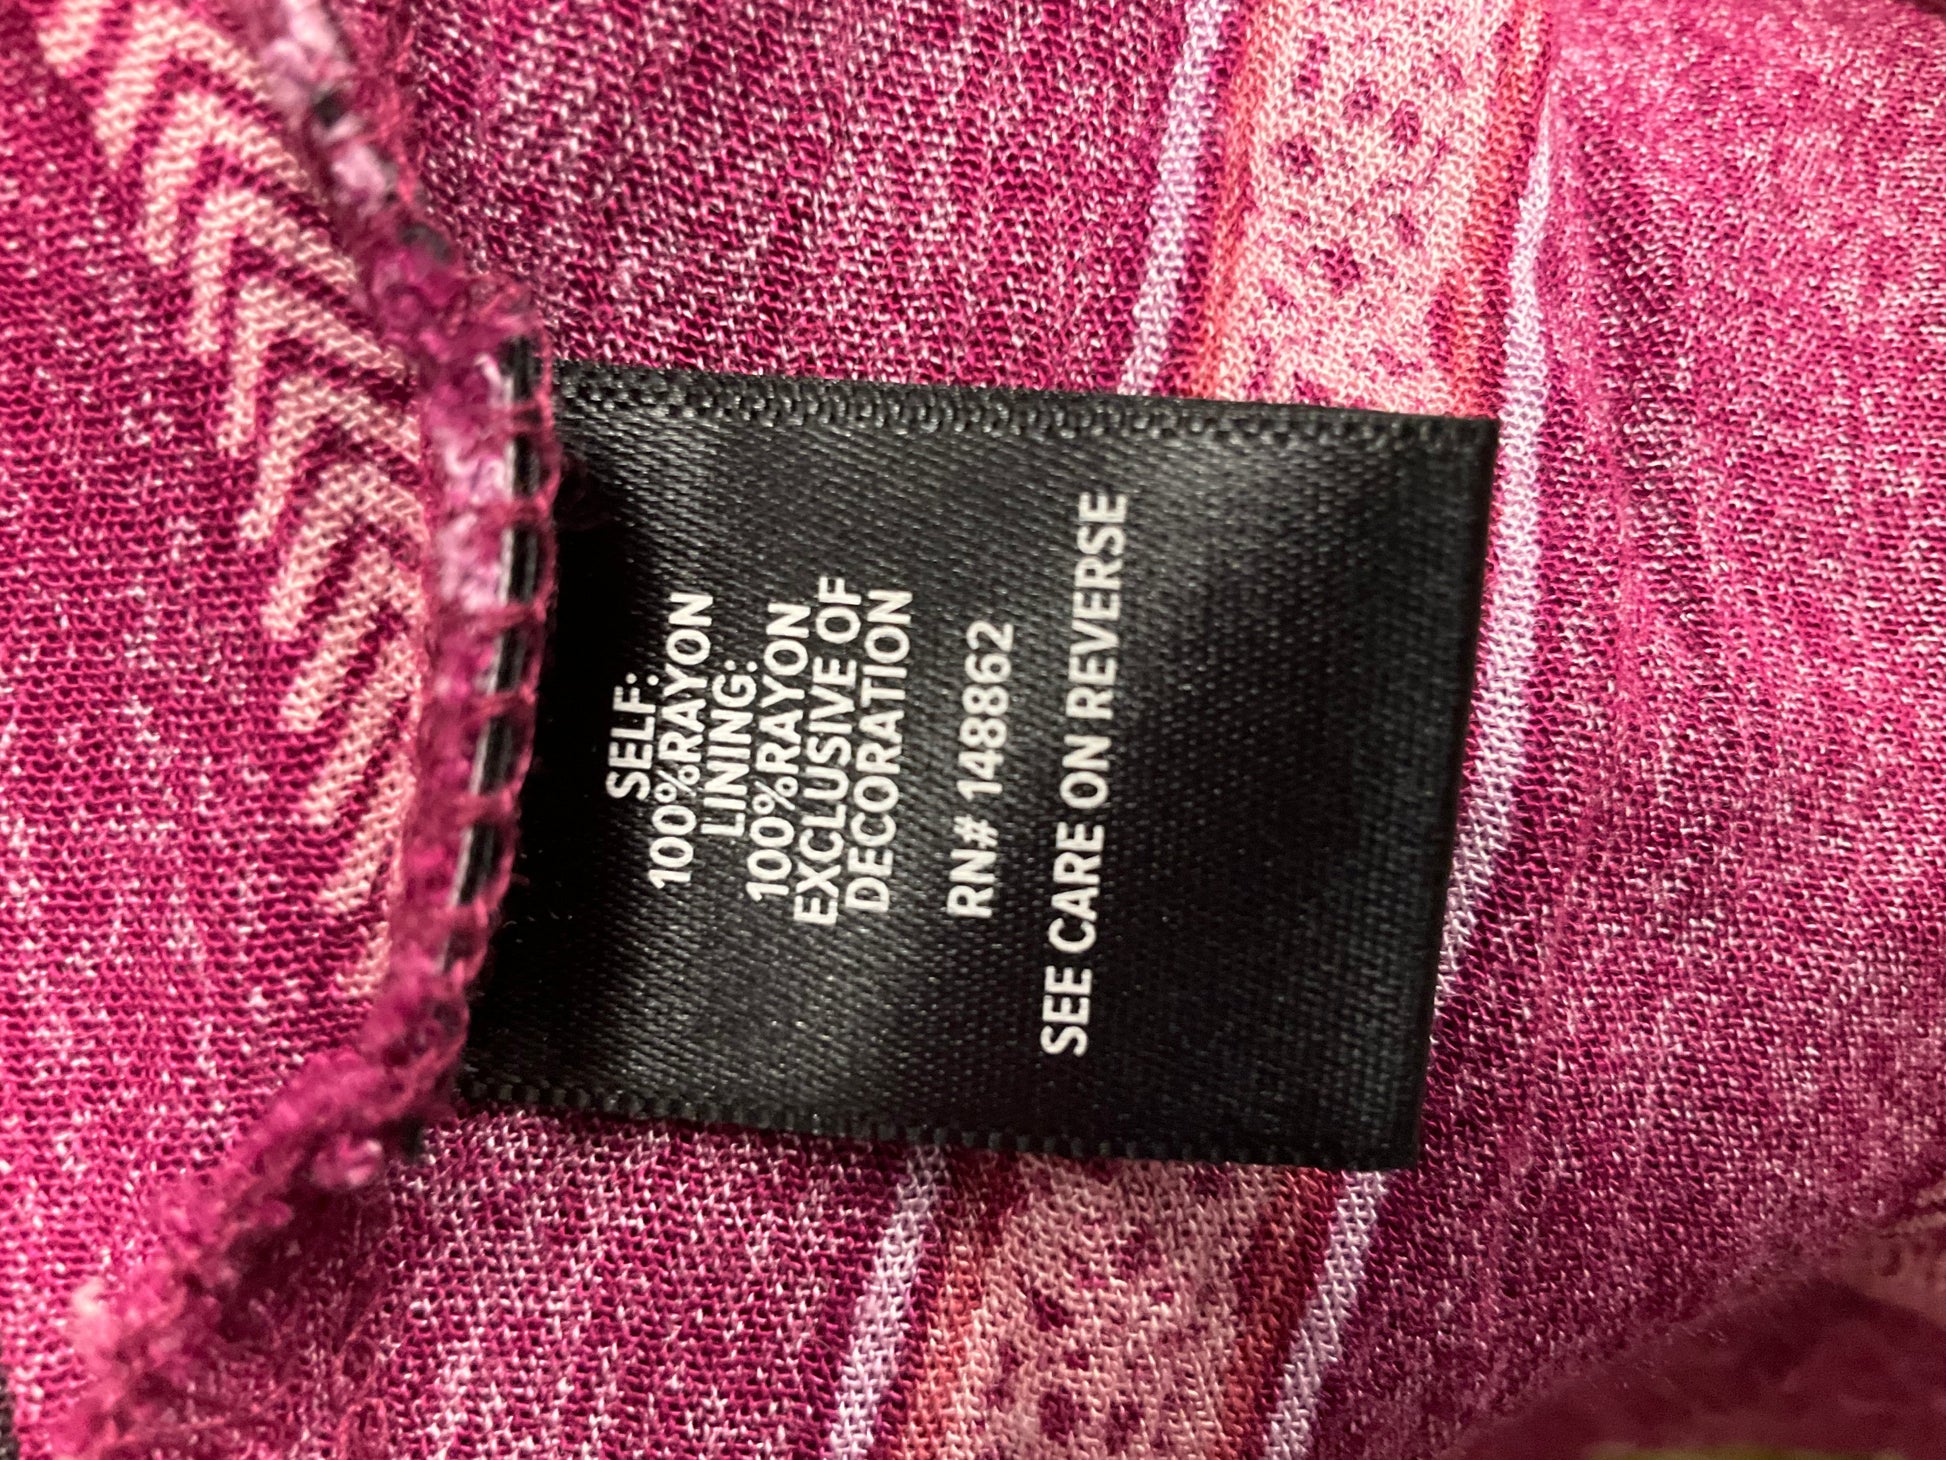 SELF:
100%RAYON
LINING:
100%RAYON
EXCLUSIVE OF
DECORATION
RN# 148862
SEE CARE ON REVERSE